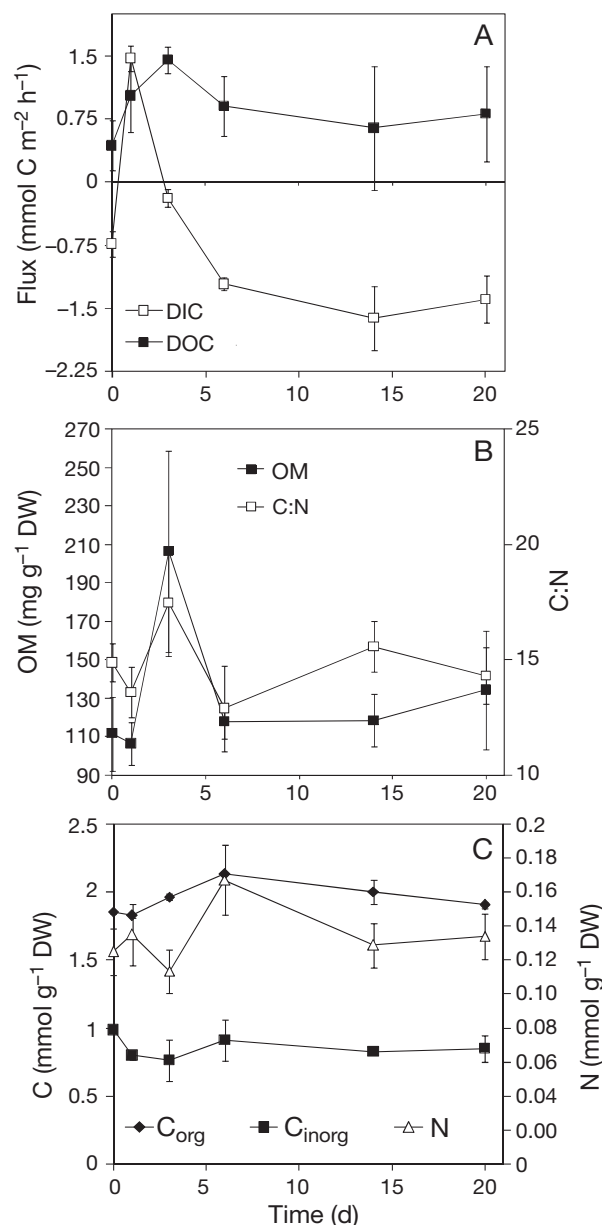 A
1.5
0.75
0
−0.75
−1.5
−2.25
Flux (mmol C m−2 h−1)
DIC
DOC
0 5 10 15 20
B
270
250
230
210
190
170
150
130
110
90
OM (mg g−1 DW)
OM
C:N
25
20
15
10
C:N
0 5 10 15 20
C
2.5
2
1.5
1
0.5
0
C (mmol g−1 DW)
0.2
0.18
0.16
0.14
0.12
0.10
0.08
0.06
0.04
0.00
0
N (mmol g−1 DW)
Corg Cinorg N
0 5 10 15 20
Time (d)